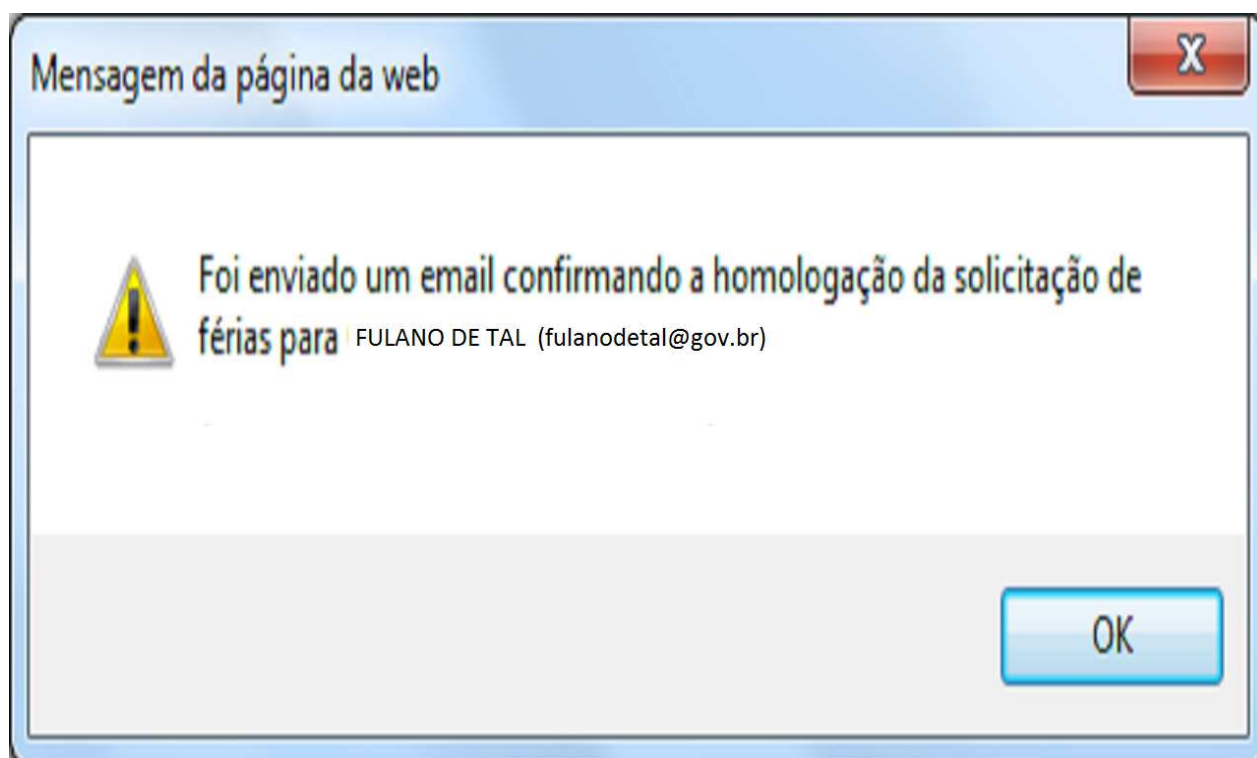 Mensagem da página da web
X
Foi enviado um email confirmando a homologação da solicitação de
férias para FULANO DE TAL (fulanodetal@gov.br)
OK